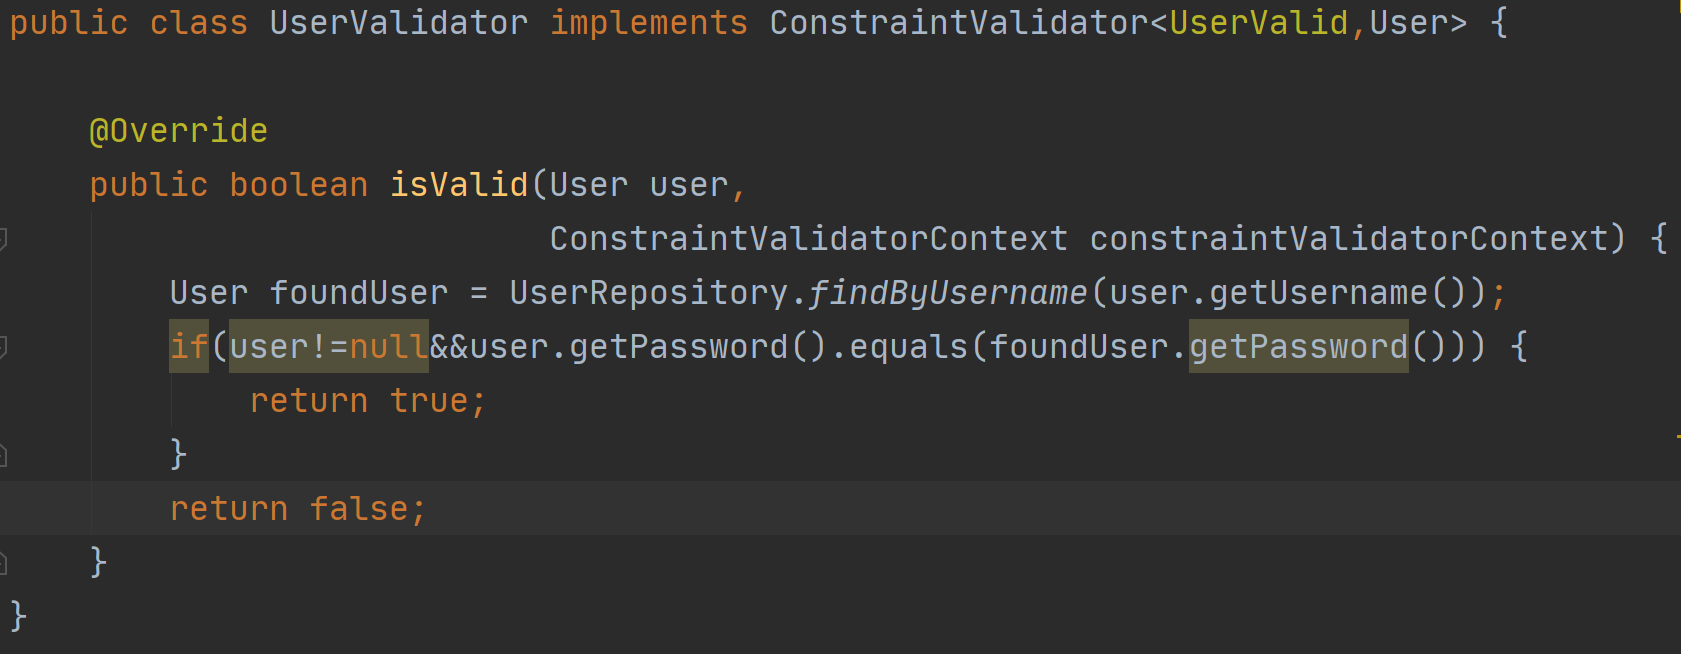 public class UserValidator implements ConstraintValidator<UserValid,User> {
@Override
public boolean isValid(User user,
ConstraintValidatorContext constraintValidatorContext) {
User foundUser = UserRepository.findByUsername(user.getUsername());
if(user!=null&&user.getPassword().equals(foundUser.getPassword())) {
return true;
}
return false;
}
}